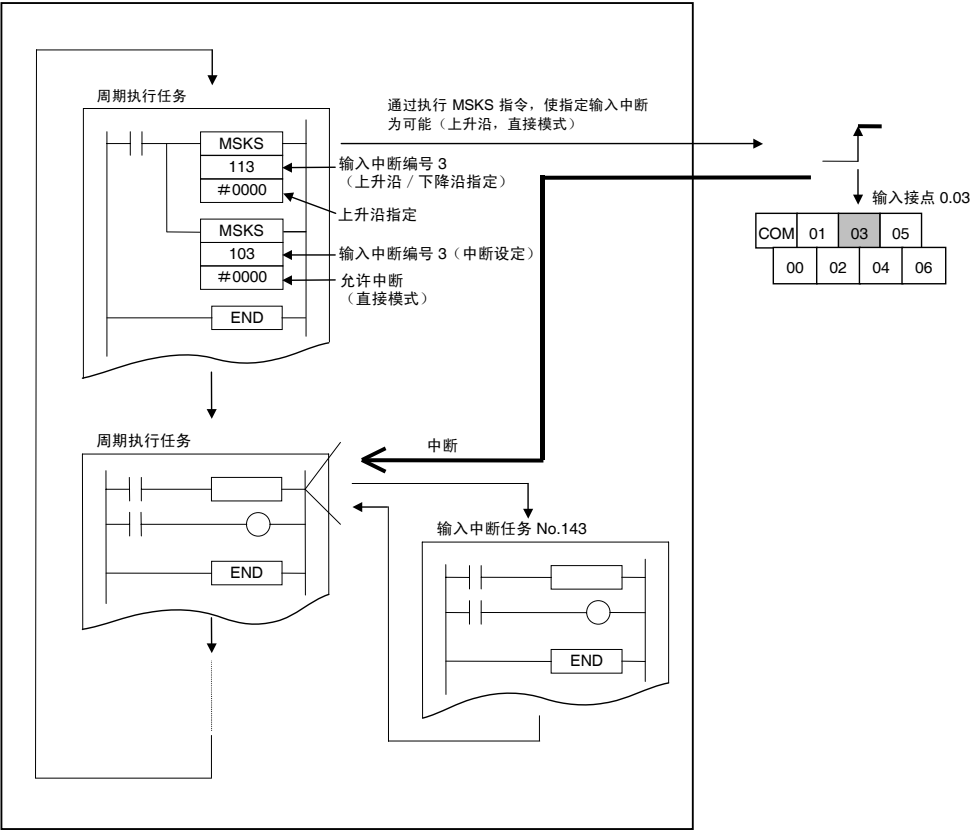 周期执行任务
通过执行 MSKS 指令，使指定输入中断
为可能（上升沿，直接模式）
MSKS
113
#0000
输入中断编号 3
（上升沿 / 下降沿指定）
上升沿指定
MSKS
103
#0000
输入中断编号 3（中断设定）
允许中断
（直接模式）
END
输入接点 0.03
COM 01 03 05
00 02 04 06
周期执行任务
中断
END
输入中断任务 No.143
END